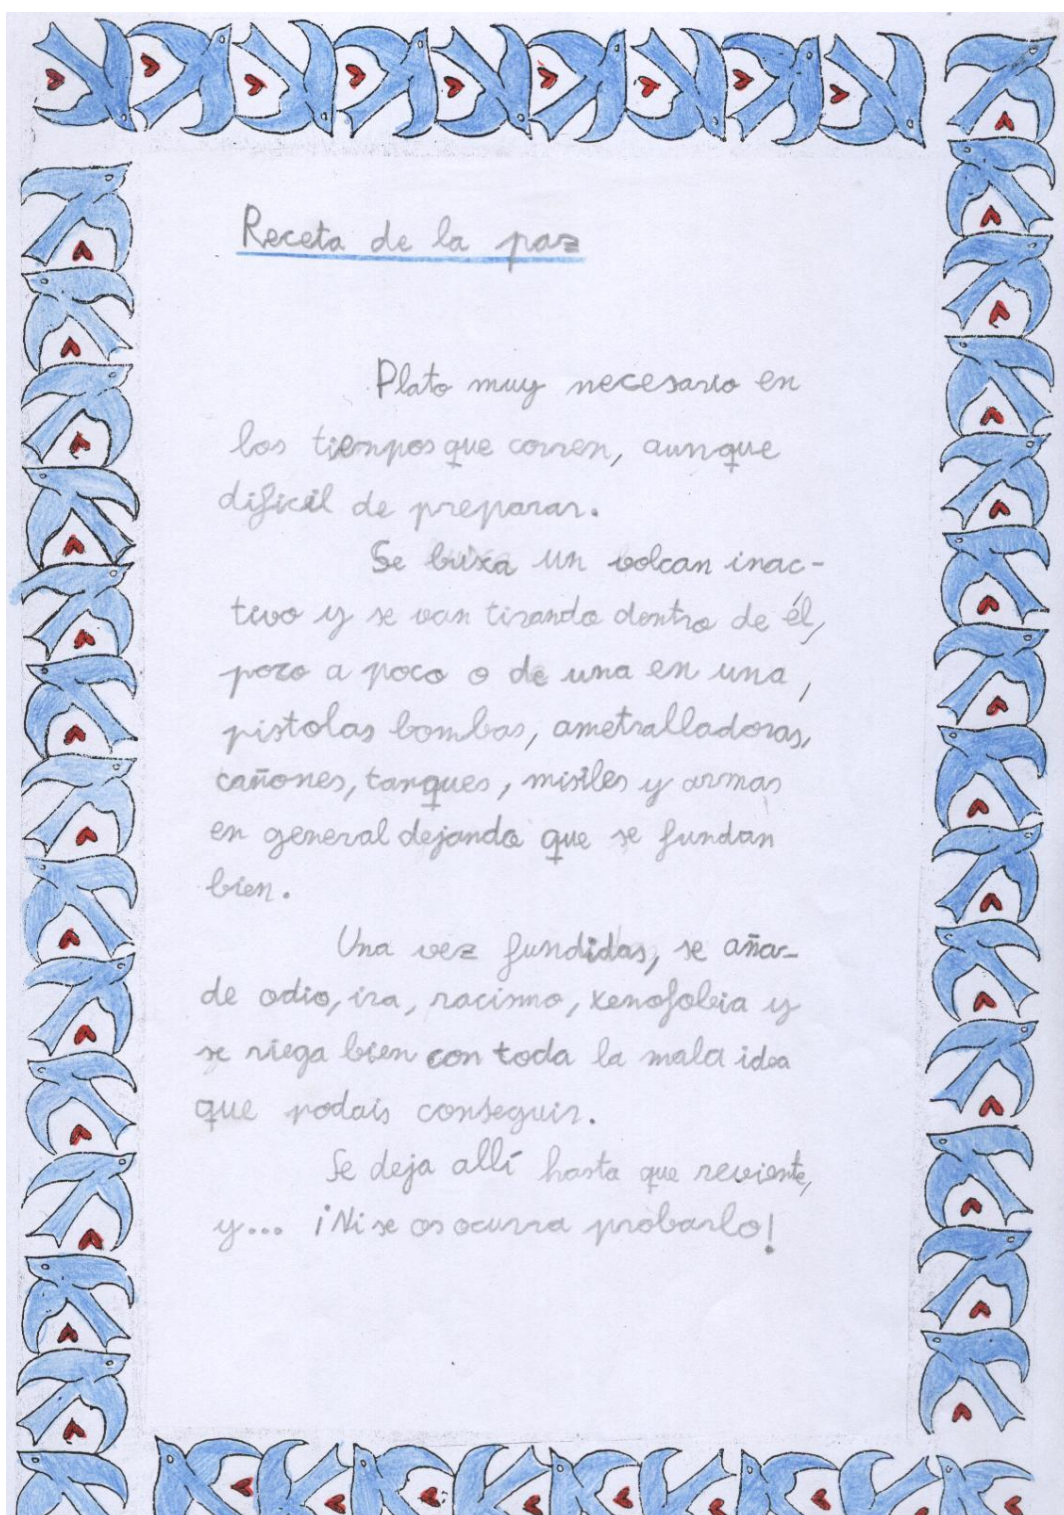 Receta de la paz
Plato muy necesario en
los tiempos que corren, aunque
dificil de preparar.
Se busca un volcan inac-
tivo y se van tirando dentro de él,
poco a poco o de una en una,
pistolas bombas, ametralladoras,
cañones, tanques, misiles y armas
en general dejando que se fundan
bien.
Una vez fundidas, se aña-
de odio, ira, racismo, xenofobia y
se riega bien con toda la mala idea
que podais conseguir.
Se deja allí hasta que reviente,
y... ¡Ni se os ocurra probarlo!